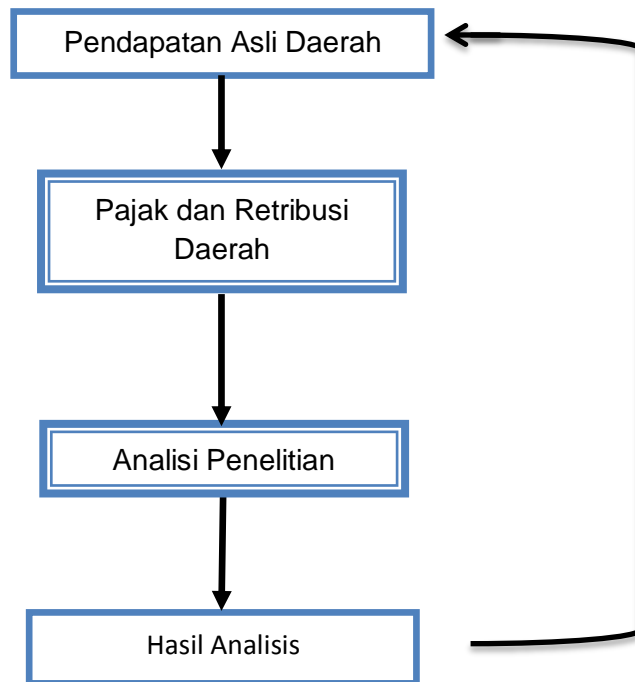 Pendapatan Asli Daerah
Pajak dan Retribusi
Daerah
Analisi Penelitian
Hasil Analisis